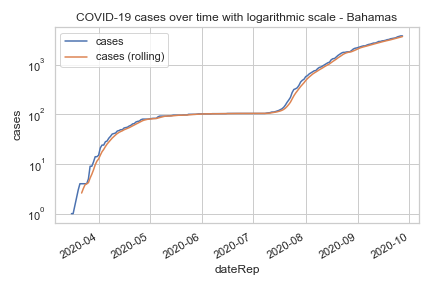 COVID-19 cases over time with logarithmic scale - Bahamas
cases
cases (rolling)
10³
10²
10¹
10⁰
cases
2020-04
2020-05
2020-06
2020-07
2020-08
2020-09
2020-10
dateRep